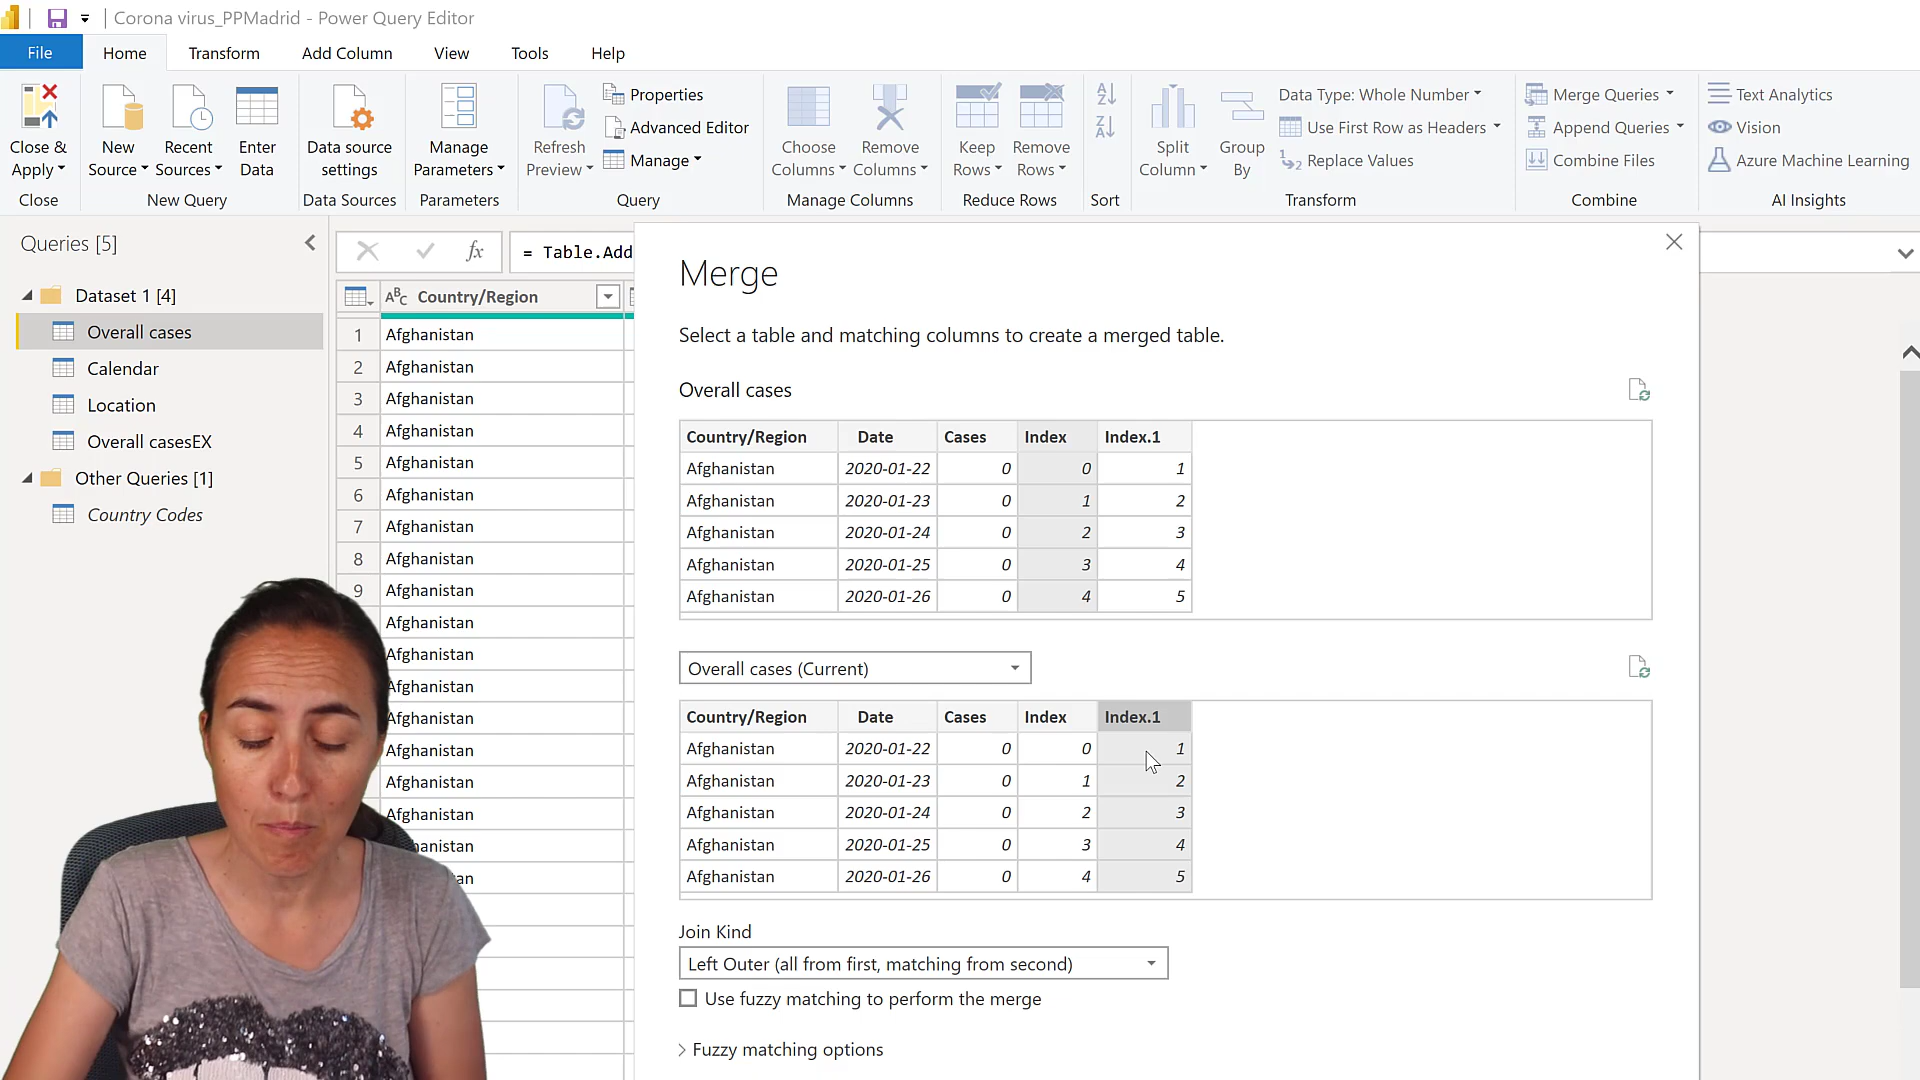 Corona virus_PPMadrid - Power Query Editor
File Home Transform Add Column View Tools Help
Close & Apply
New Source
Recent Sources
Enter Data
Data source settings
Manage Parameters
Refresh Preview
Properties
Advanced Editor
Manage
Choose Columns
Remove Columns
Keep Rows
Remove Rows
Split Column
Group By
Data Type: Whole Number
Use First Row as Headers
Replace Values
Merge Queries
Append Queries
Combine Files
Text Analytics
Vision
Azure Machine Learning
Close New Query Data Sources Parameters Query Manage Columns Reduce Rows Sort Transform Combine AI Insights
Queries [5]
Dataset 1 [4]
Overall cases
Calendar
Location
Overall casesEX
Other Queries [1]
Country Codes
fx = Table.Add
ABC Country/Region
1 Afghanistan
2 Afghanistan
3 Afghanistan
4 Afghanistan
5 Afghanistan
6 Afghanistan
7 Afghanistan
8 Afghanistan
9 Afghanistan
Afghanistan
Afghanistan
Afghanistan
Afghanistan
Afghanistan
Afghanistan
Afghanistan
Merge
Select a table and matching columns to create a merged table.
Overall cases
Country/Region Date Cases Index Index.1
Afghanistan 2020-01-22 0 0 1
Afghanistan 2020-01-23 0 1 2
Afghanistan 2020-01-24 0 2 3
Afghanistan 2020-01-25 0 3 4
Afghanistan 2020-01-26 0 4 5
Overall cases (Current)
Country/Region Date Cases Index Index.1
Afghanistan 2020-01-22 0 0 1
Afghanistan 2020-01-23 0 1 2
Afghanistan 2020-01-24 0 2 3
Afghanistan 2020-01-25 0 3 4
Afghanistan 2020-01-26 0 4 5
Join Kind
Left Outer (all from first, matching from second)
Use fuzzy matching to perform the merge
Fuzzy matching options